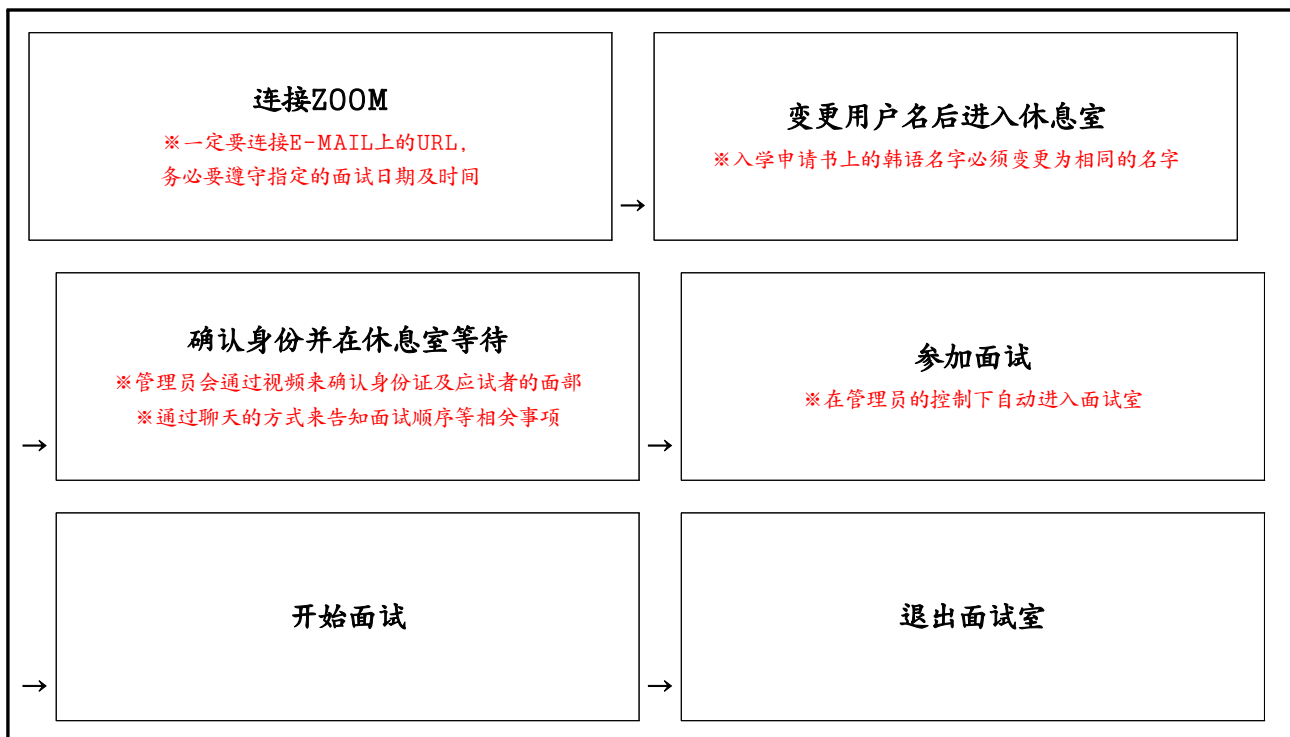 连接ZOOM
※一定要连接E-MAIL上的URL,
务必要遵守指定的面试日期及时间
→
变更用户名后进入休息室
※入学申请书上的韩语名字必须变更为相同的名字
→
确认身份并在休息室等待
※管理员会通过视频来确认身份证及应试者的面部
※通过聊天的方式来告知面试顺序等相关事项
→
参加面试
※在管理员的控制下自动进入面试室
→
开始面试
→
退出面试室